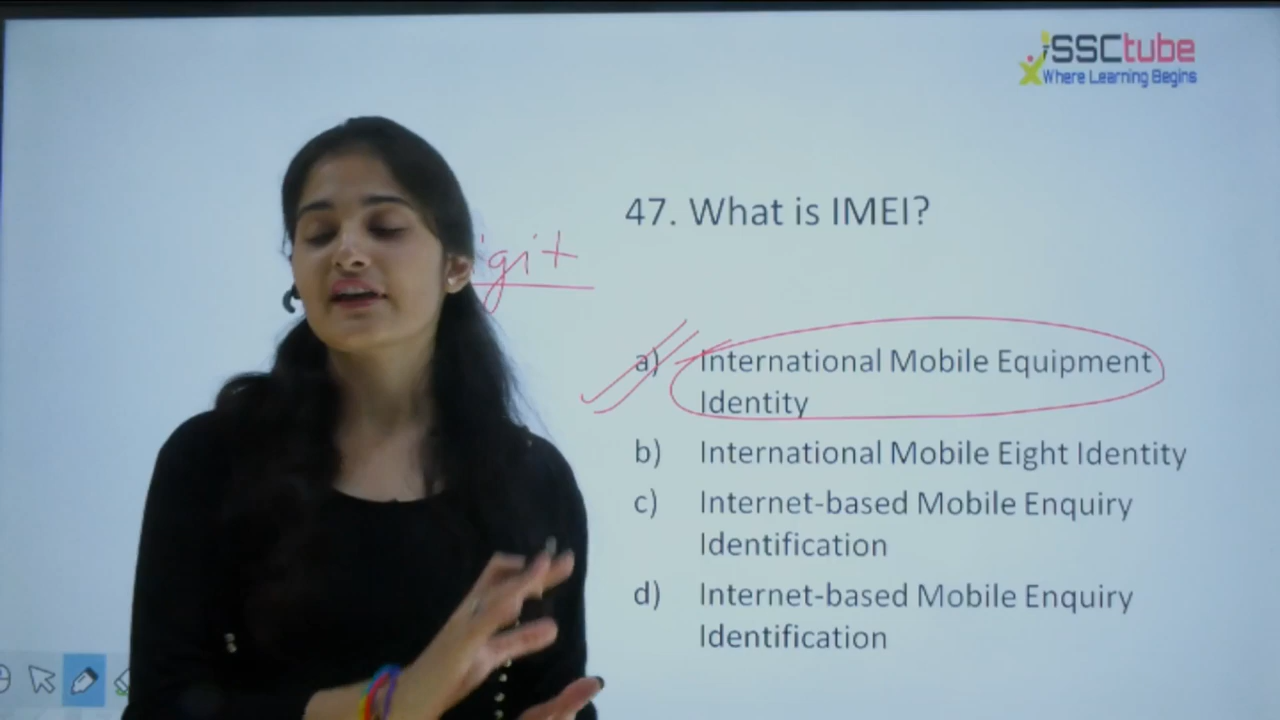 SSCtube
Where Learning Begins
47. What is IMEI?
igit
a) International Mobile Equipment
Identity
b) International Mobile Eight Identity
c) Internet-based Mobile Enquiry
Identification
d) Internet-based Mobile Enquiry
Identification